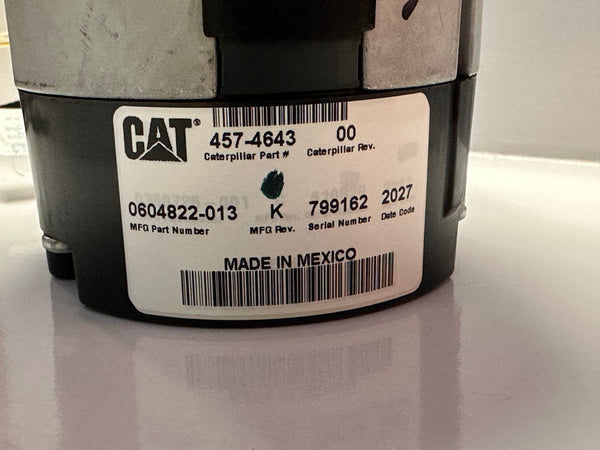 CAT® 457-4643 00
Caterpillar Part # Caterpillar Rev.
0604822-013 K 799162 2027
MFG Part Number MFG Rev. Serial Number Date Code
MADE IN MEXICO